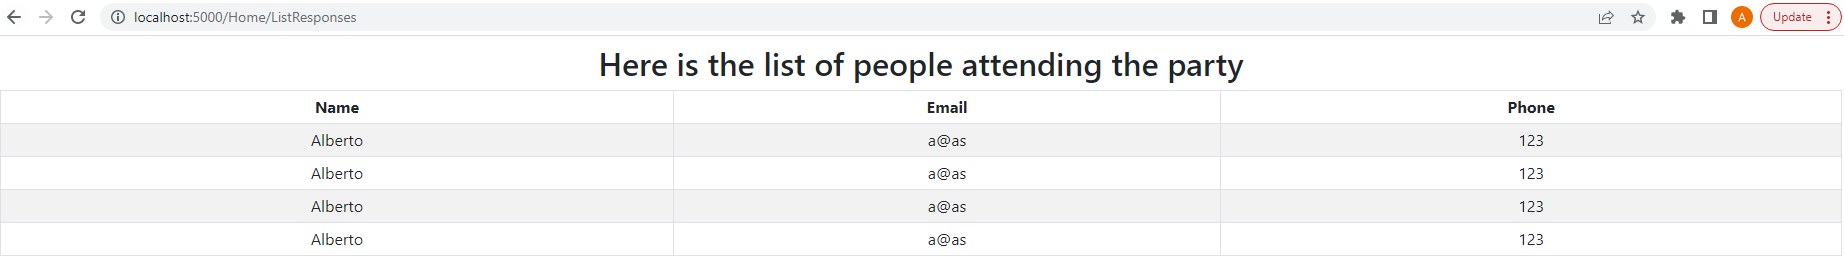 localhost:5000/Home/ListResponses A Update
Here is the list of people attending the party
Name Email Phone
Alberto a@as 123
Alberto a@as 123
Alberto a@as 123
Alberto a@as 123